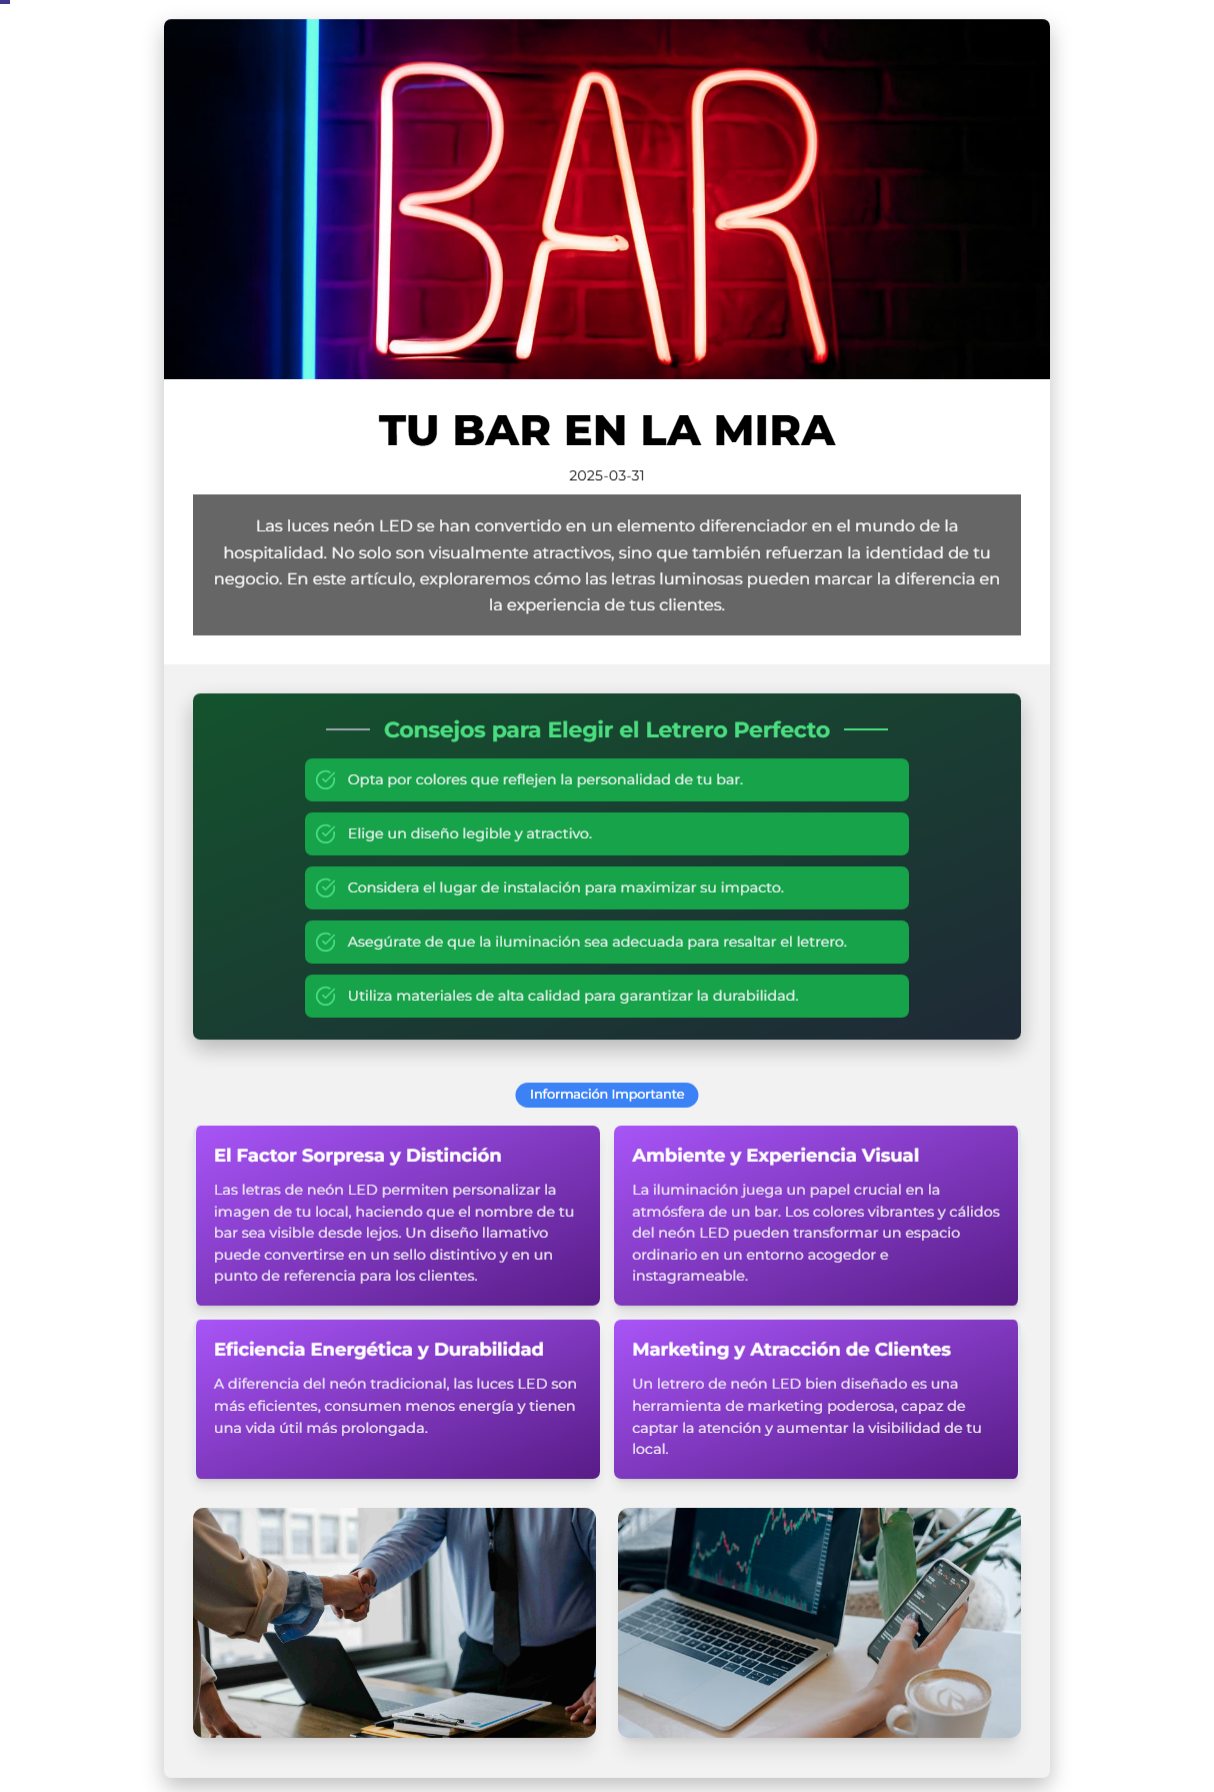 BAR
TU BAR EN LA MIRA
2025-03-31
Las luces neón LED se han convertido en un elemento diferenciador en el mundo de la
hospitalidad. No solo son visualmente atractivos, sino que también refuerzan la identidad de tu
negocio. En este artículo, exploraremos cómo las letras luminosas pueden marcar la diferencia en
la experiencia de tus clientes.
Consejos para Elegir el Letrero Perfecto
Opta por colores que reflejen la personalidad de tu bar.
Elige un diseño legible y atractivo.
Considera el lugar de instalación para maximizar su impacto.
Asegúrate de que la iluminación sea adecuada para resaltar el letrero.
Utiliza materiales de alta calidad para garantizar la durabilidad.
Información Importante
El Factor Sorpresa y Distinción
Las letras de neón LED permiten personalizar la
imagen de tu local, haciendo que el nombre de tu
bar sea visible desde lejos. Un diseño llamativo
puede convertirse en un sello distintivo y en un
punto de referencia para los clientes.
Ambiente y Experiencia Visual
La iluminación juega un papel crucial en la
atmósfera de un bar. Los colores vibrantes y cálidos
del neón LED pueden transformar un espacio
ordinario en un entorno acogedor e
instagrameable.
Eficiencia Energética y Durabilidad
A diferencia del neón tradicional, las luces LED son
más eficientes, consumen menos energía y tienen
una vida útil más prolongada.
Marketing y Atracción de Clientes
Un letrero de neón LED bien diseñado es una
herramienta de marketing poderosa, capaz de
captar la atención y aumentar la visibilidad de tu
local.